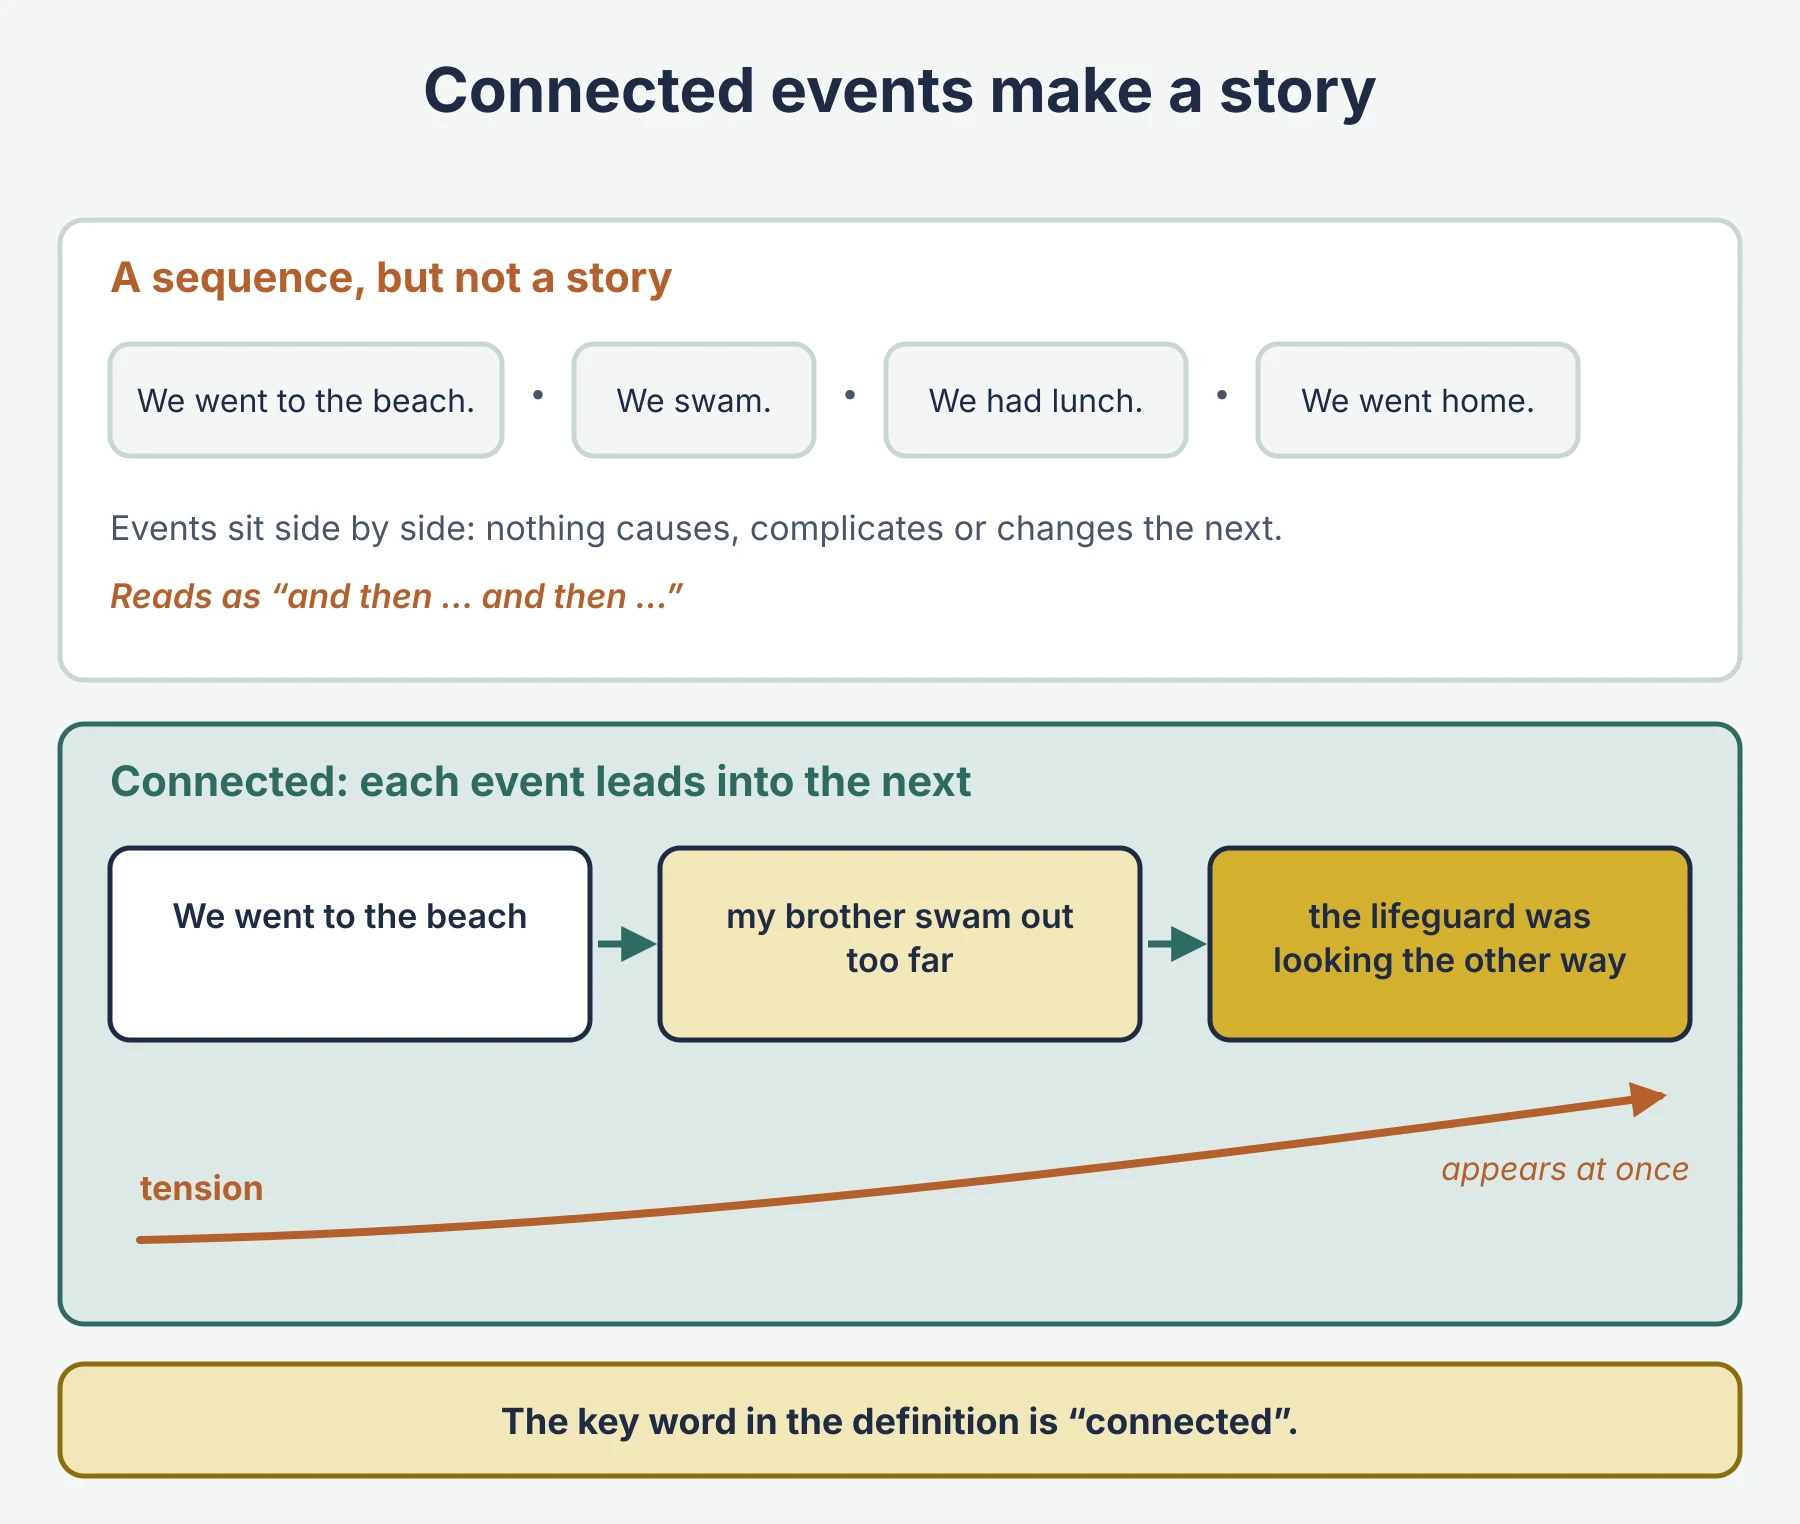 Connected events make a story
A sequence, but not a story
We went to the beach. • We swam. • We had lunch. • We went home.
Events sit side by side: nothing causes, complicates or changes the next.
Reads as “and then … and then …”
Connected: each event leads into the next
We went to the beach
my brother swam out
too far
the lifeguard was
looking the other way
tension
appears at once
The key word in the definition is “connected”.